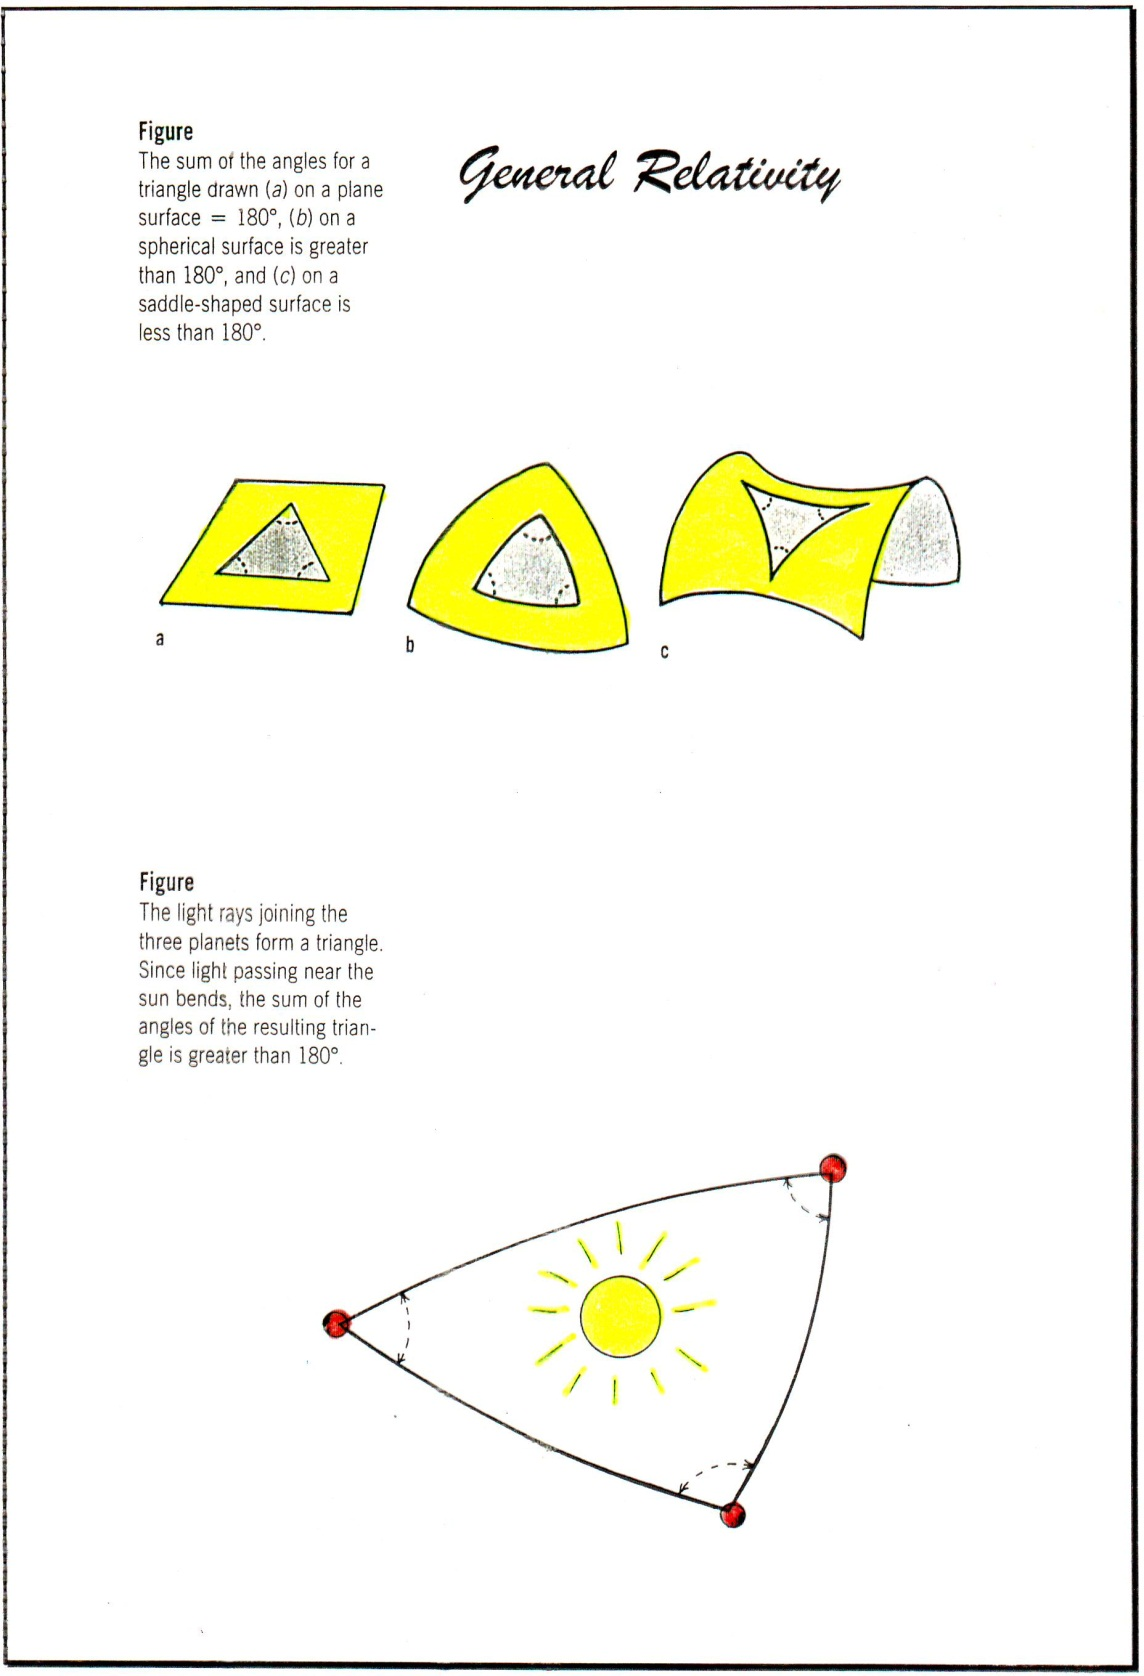 Figure
The sum of the angles for a
triangle drawn (a) on a plane
surface = 180°, (b) on a
spherical surface is greater
than 180°, and (c) on a
saddle-shaped surface is
less than 180°.
General Relativity
a
b
c
Figure
The light rays joining the
three planets form a triangle.
Since light passing near the
sun bends, the sum of the
angles of the resulting trian-
gle is greater than 180°.